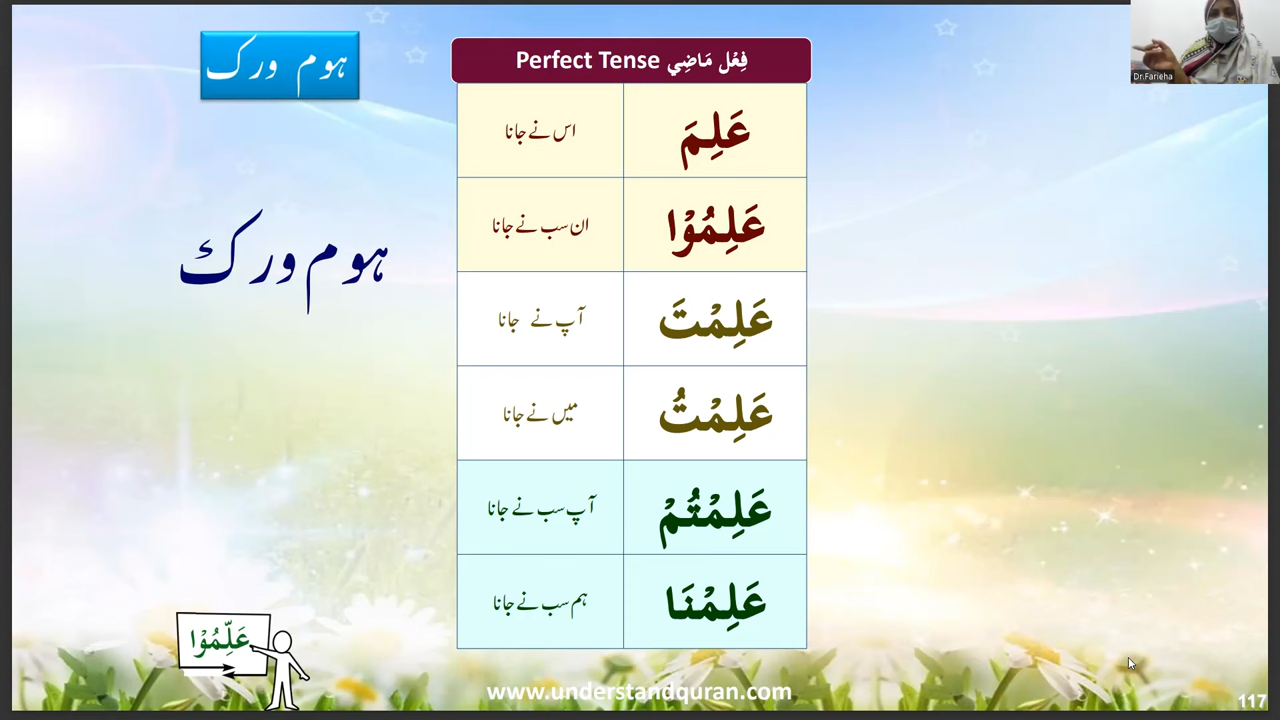 ہوم ورک
Perfect Tense فِعْل مَاضِي
عَلِمَ اس نے جانا
عَلِمُوْا ان سب نے جانا
ہوم ورک
عَلِمْتَ آپ نے جانا
عَلِمْتُ میں نے جانا
عَلِمْتُمْ آپ سب نے جانا
عَلِمْنَا ہم سب نے جانا
عَلِّمُوْا
www.understandquran.com
117
Dr.Farieha